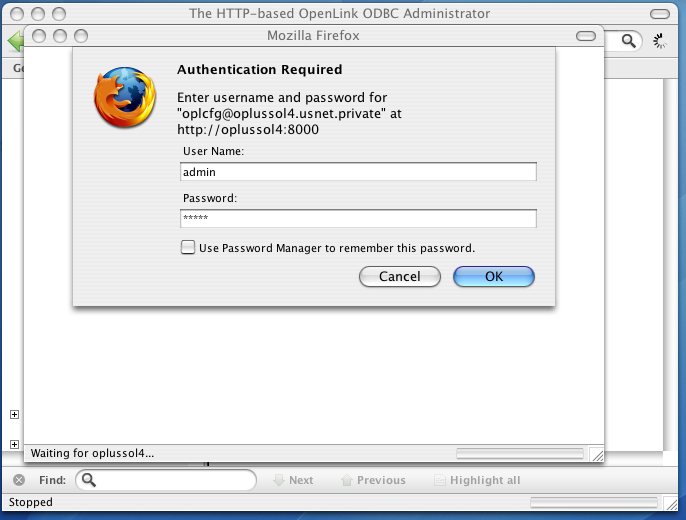 The HTTP-based OpenLink ODBC Administrator
Mozilla Firefox
Authentication Required
Enter username and password for
"oplcfg@oplussol4.usnet.private" at
http://oplussol4:8000
User Name:
admin
Password:
*****
Use Password Manager to remember this password.
Cancel
OK
Waiting for oplussol4...
Find:
Next
Previous
Highlight all
Stopped